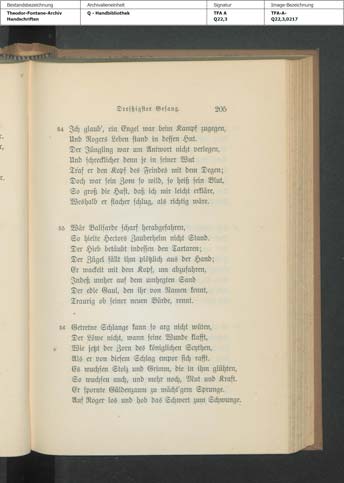 Bestandsbezeichnung
Archivalieneinheit
Signatur
Image-Bezeichnung
Theodor-Fontane-Archiv
Handschriften
Q - Handbibliothek
TFA A
Q22,3
TFA-A-
Q22,3,0217
Dreißigster Gesang.
205
54 Ich glaub', ein Engel war beim Kampf zugegen,
Und Rogers Leben stand in dessen Hut.
Der Jüngling war um Antwort nicht verlegen,
Und schrecklicher denn je in seiner Wut
Traf er den Kopf des Feindes mit dem Degen;
Doch war sein Zorn so wild, so heiß sein Blut,
So groß die Hast, daß ich mir leicht erkläre,
Weshalb er flacher schlug, als richtig wäre.
55 Wär Balisarde scharf herabgefahren,
So hielte Hectors Zauberhelm nicht Stand.
Der Hieb betäubt indessen den Tartaren;
Der Zügel fällt ihm plötzlich aus der Hand;
Er wackelt mit dem Kopf, um abzufahren,
Indeß umher auf dem umhegten Sand
Der edle Gaul, den ihr von Namen kennt,
Traurig ob seiner neuen Bürde, rennt.
56 Getretne Schlange kann so arg nicht wüten,
Der Löwe nicht, wann seine Wunde klafft,
Wie jetzt der Zorn des königlichen Scythen,
Als er von diesem Schlag empor sich rafft.
Es wuchsen Stolz und Grimm, die in ihm glühten,
So wuchsen auch, und mehr noch, Mut und Kraft.
Er spornte Güldenzaum zu mächt'gem Sprunge.
Auf Roger los und hob das Schwert zum Schwunge.